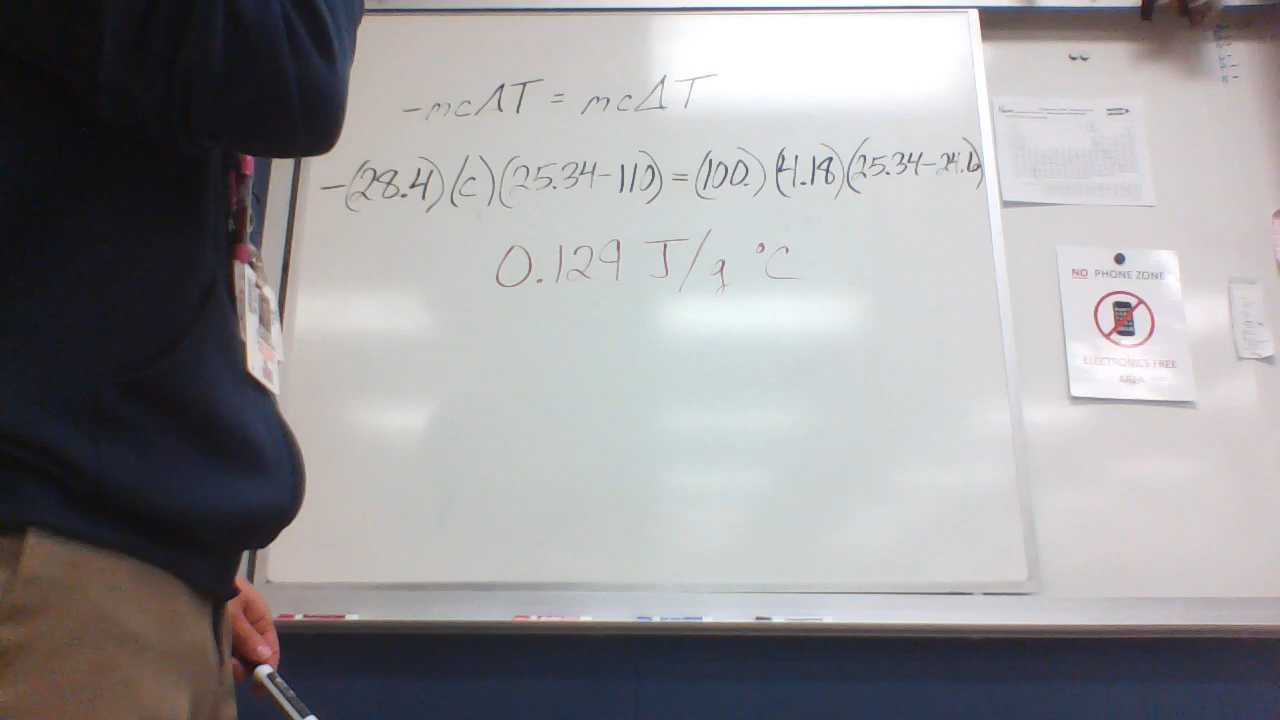 -mcΔT = mcΔT
-(28.4)(c)(25.34-110) = (100.)(4.18)(25.34-24.6)
0.129 J/g °C
NO PHONE ZONE
ELECTRONICS FREE
AREA